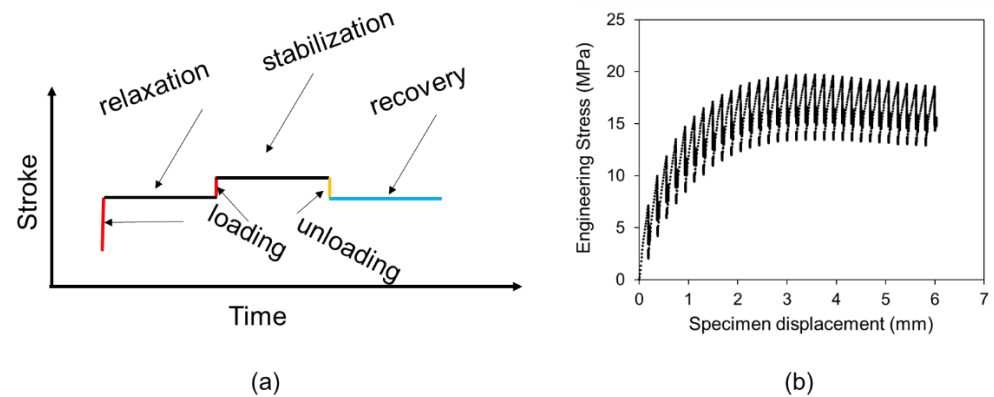 relaxation
stabilization
recovery
loading
unloading
Stroke
Time
(a)
Engineering Stress (MPa)
25
20
15
10
5
0
0 1 2 3 4 5 6 7
Specimen displacement (mm)
(b)